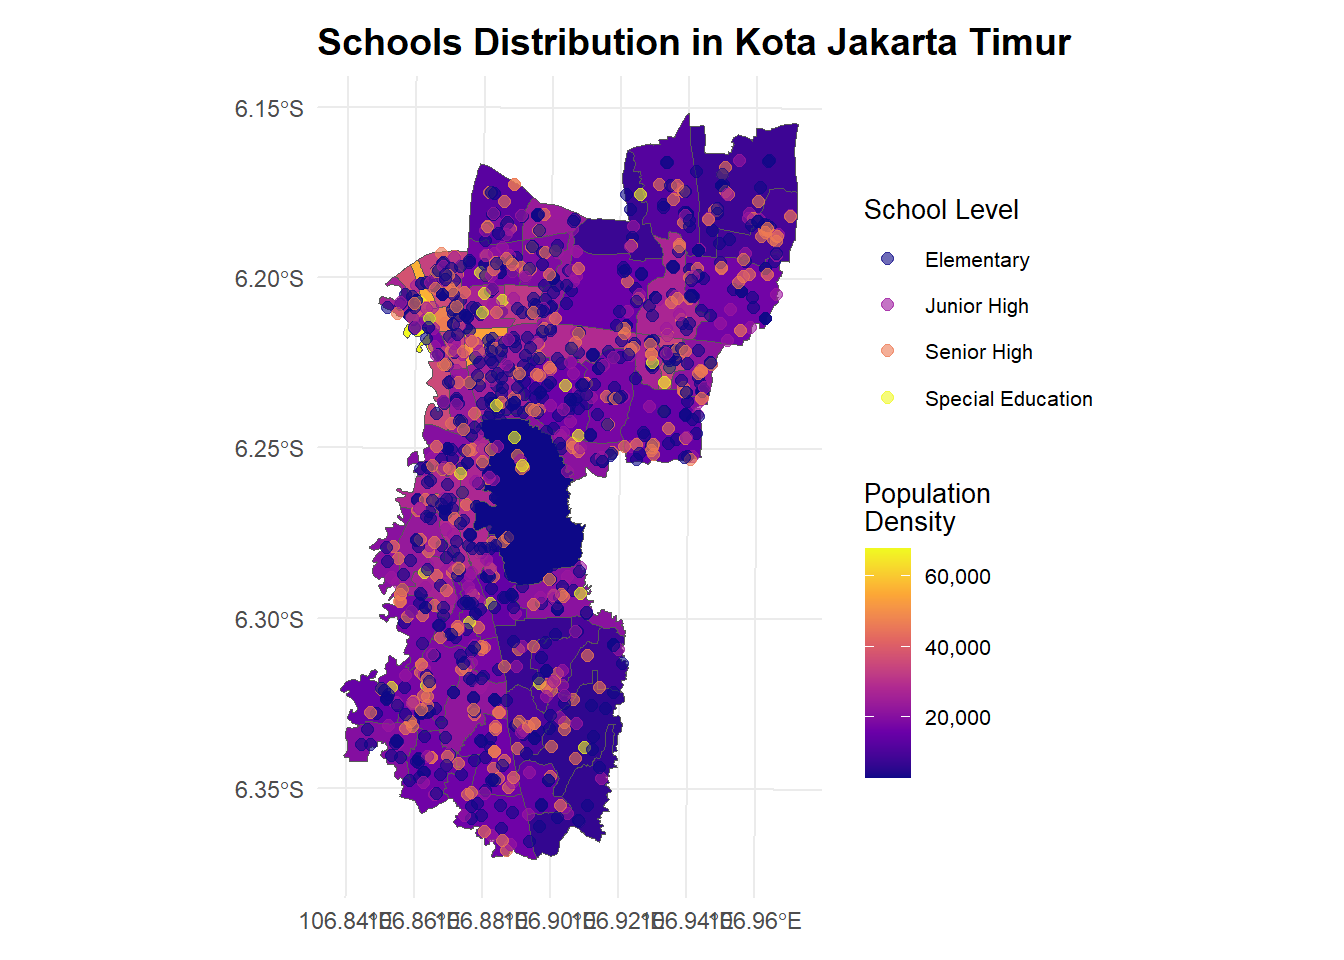 Schools Distribution in Kota Jakarta Timur
6.15°S
6.20°S
6.25°S
6.30°S
6.35°S
106.84°E
106.86°E
106.88°E
106.90°E
106.92°E
106.94°E
106.96°E
School Level
Elementary
Junior High
Senior High
Special Education
Population
Density
60,000
40,000
20,000